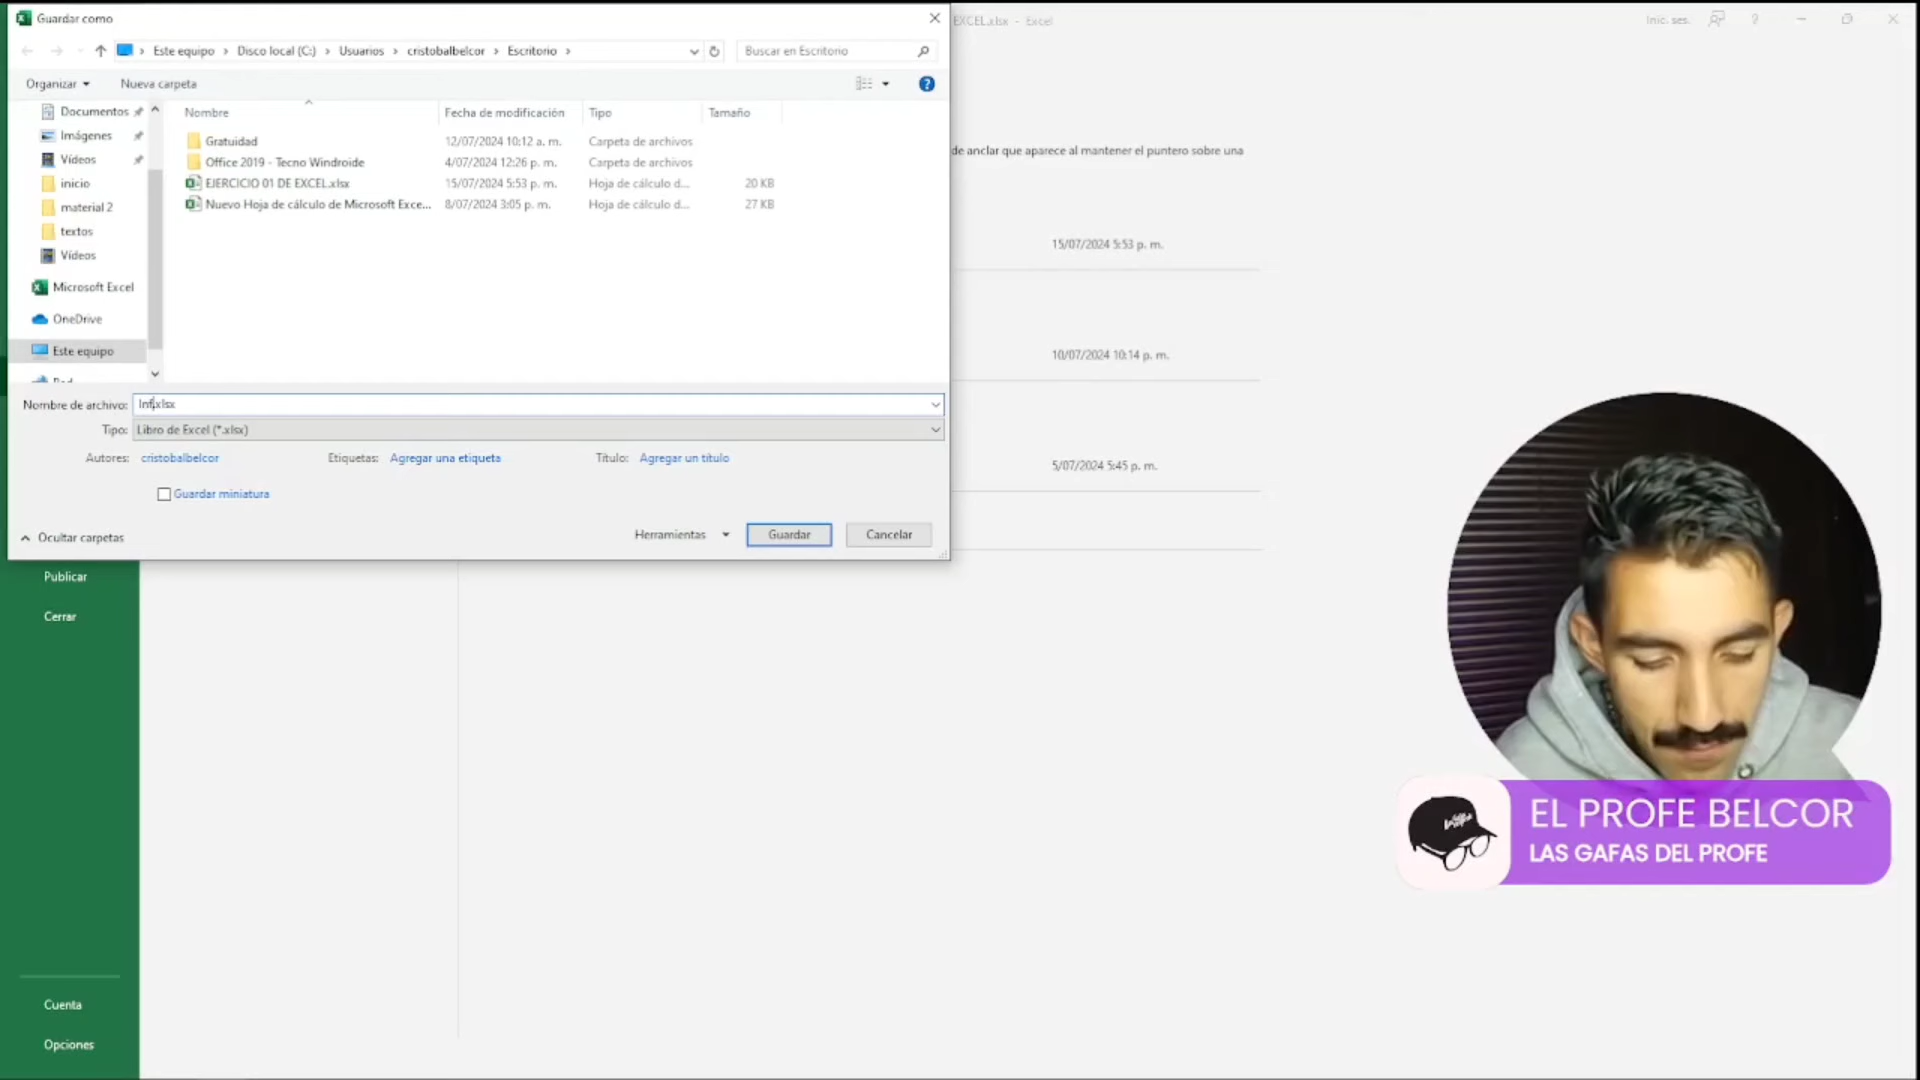 Guardar como
EXCEL.xlsx - Excel
Inic. ses.
Este equipo > Disco local (C:) > Usuarios > cristobalbelcor > Escritorio >
Buscar en Escritorio
Organizar
Nueva carpeta
Nombre
Fecha de modificación
Tipo
Tamaño
Documentos
Imágenes
Vídeos
inicio
material 2
textos
Vídeos
Microsoft Excel
OneDrive
Este equipo
Gratuidad 12/07/2024 10:12 a. m. Carpeta de archivos
Office 2019 - Tecno Windroide 4/07/2024 12:26 p. m. Carpeta de archivos
EJERCICIO 01 DE EXCEL.xlsx 15/07/2024 5:53 p. m. Hoja de cálculo d... 20 KB
Nuevo Hoja de cálculo de Microsoft Exce... 8/07/2024 3:05 p. m. Hoja de cálculo d... 27 KB
de anclar que aparece al mantener el puntero sobre una
15/07/2024 5:53 p. m.
10/07/2024 10:14 p. m.
5/07/2024 5:45 p. m.
Nombre de archivo: Inf.xlsx
Tipo: Libro de Excel (*.xlsx)
Autores: cristobalbelcor
Etiquetas: Agregar una etiqueta
Título: Agregar un título
Guardar miniatura
Ocultar carpetas
Herramientas
Guardar
Cancelar
Publicar
Cerrar
Cuenta
Opciones
EL PROFE BELCOR
LAS GAFAS DEL PROFE